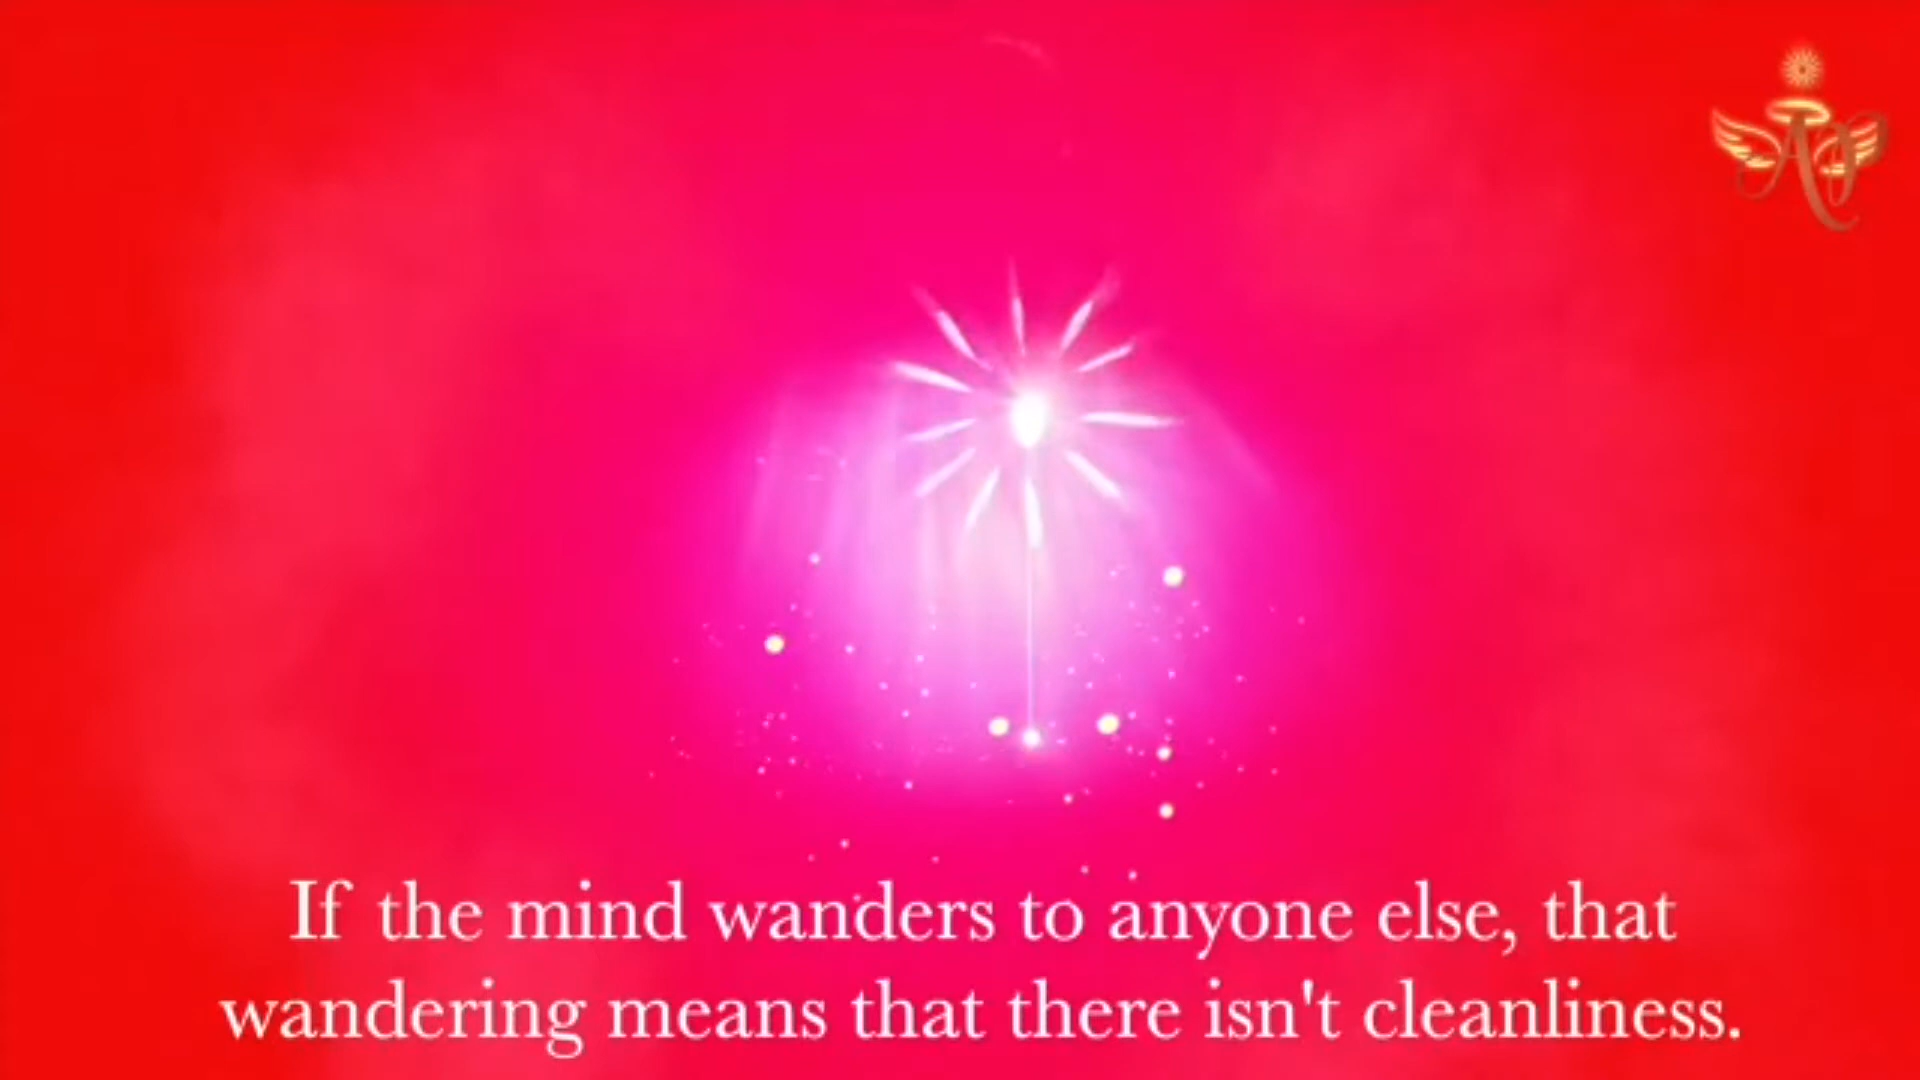 If the mind wanders to anyone else, that
wandering means that there isn't cleanliness.